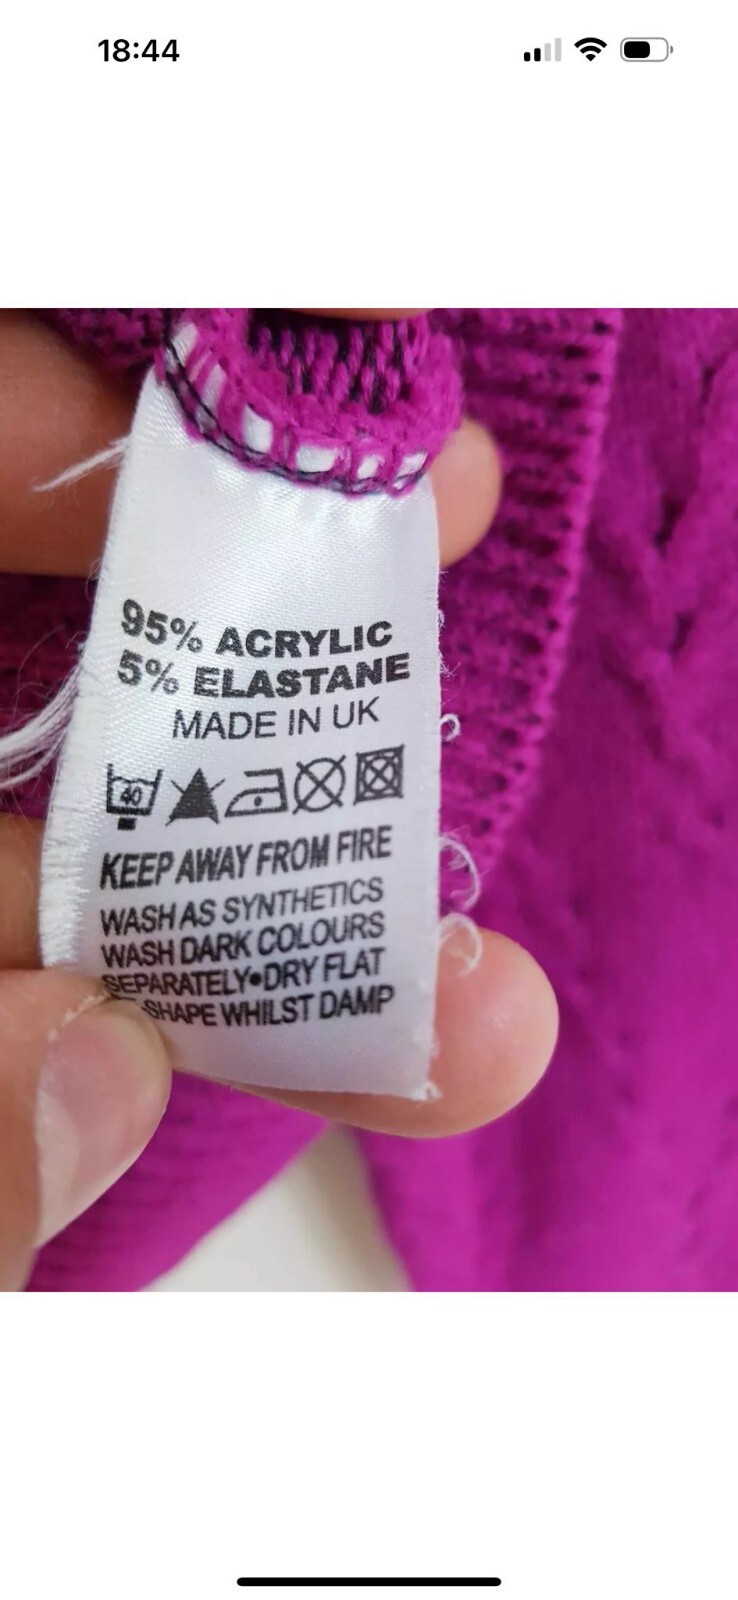 18:44
95% ACRYLIC
5% ELASTANE
MADE IN UK
40
KEEP AWAY FROM FIRE
WASH AS SYNTHETICS
WASH DARK COLOURS
SEPARATELY•DRY FLAT
SHAPE WHILST DAMP